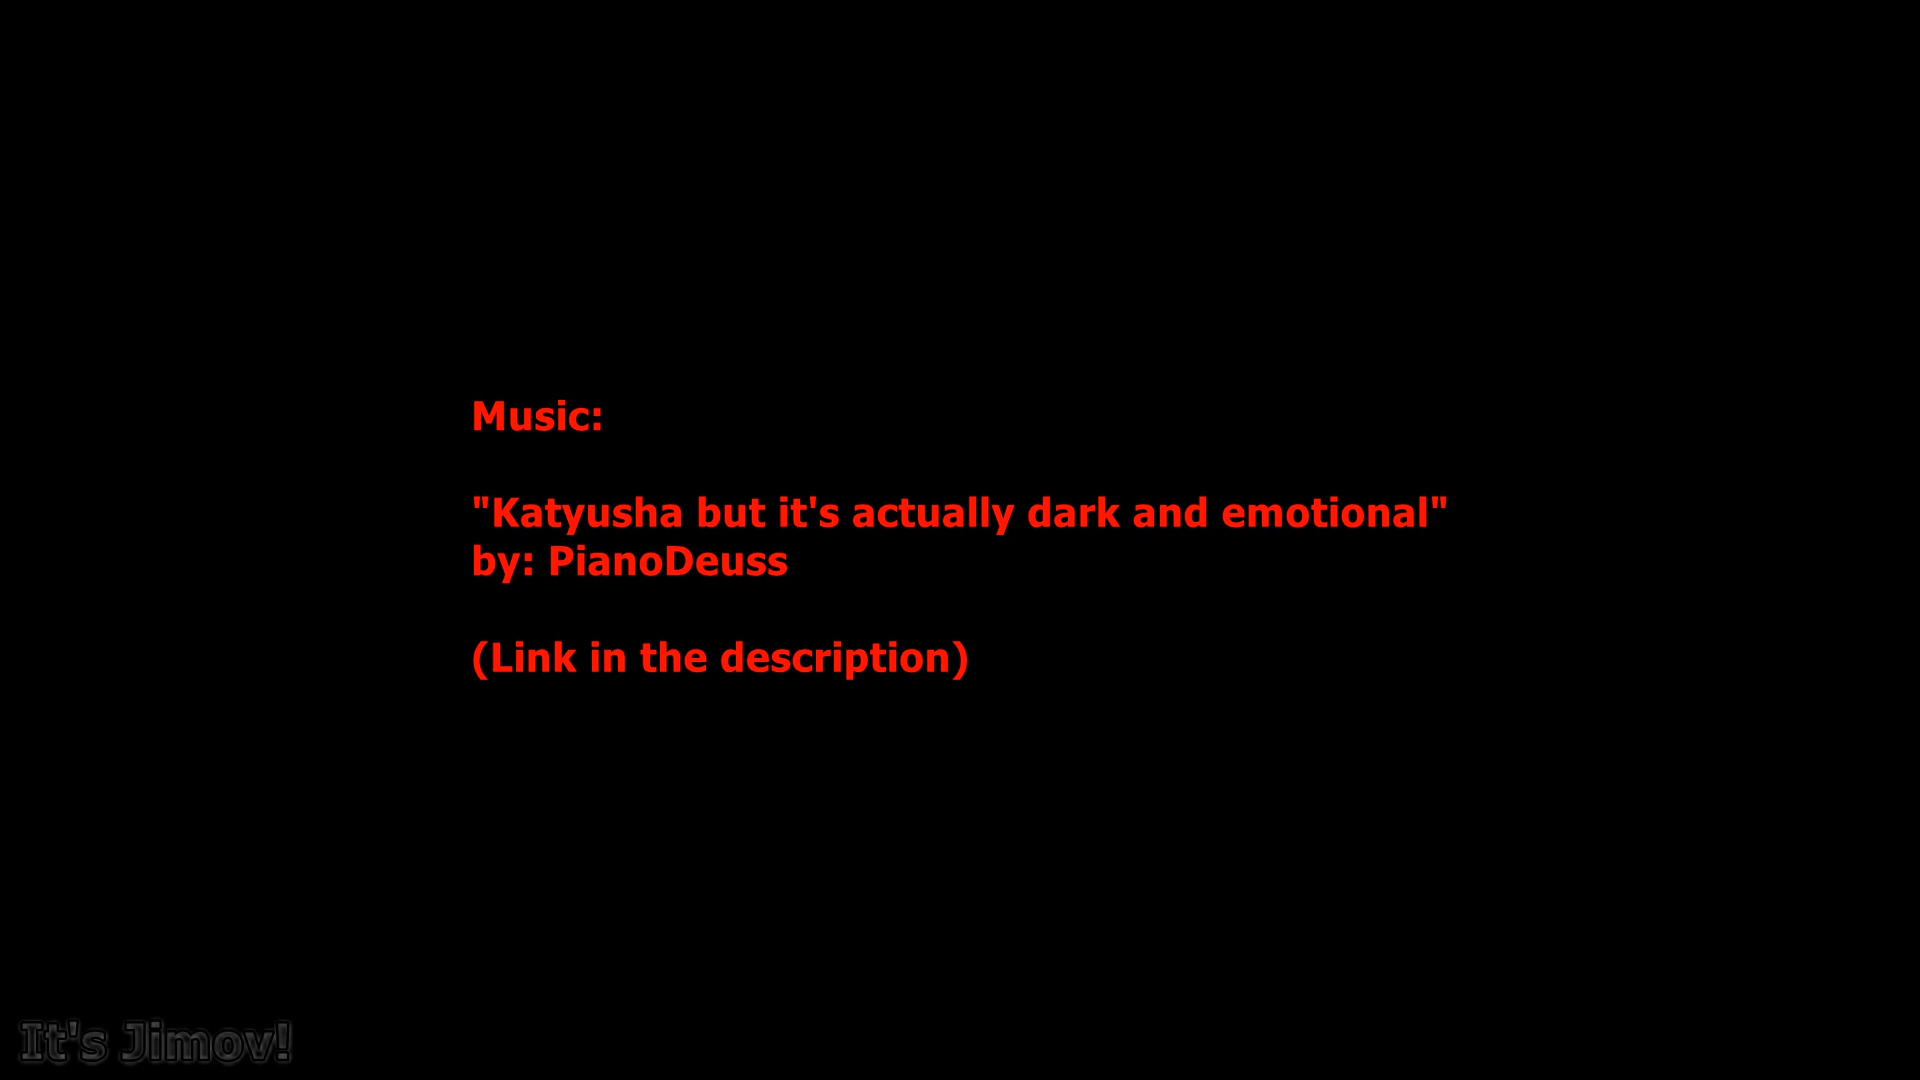 Music:
"Katyusha but it's actually dark and emotional"
by: PianoDeuss
(Link in the description)
It's Jimov!